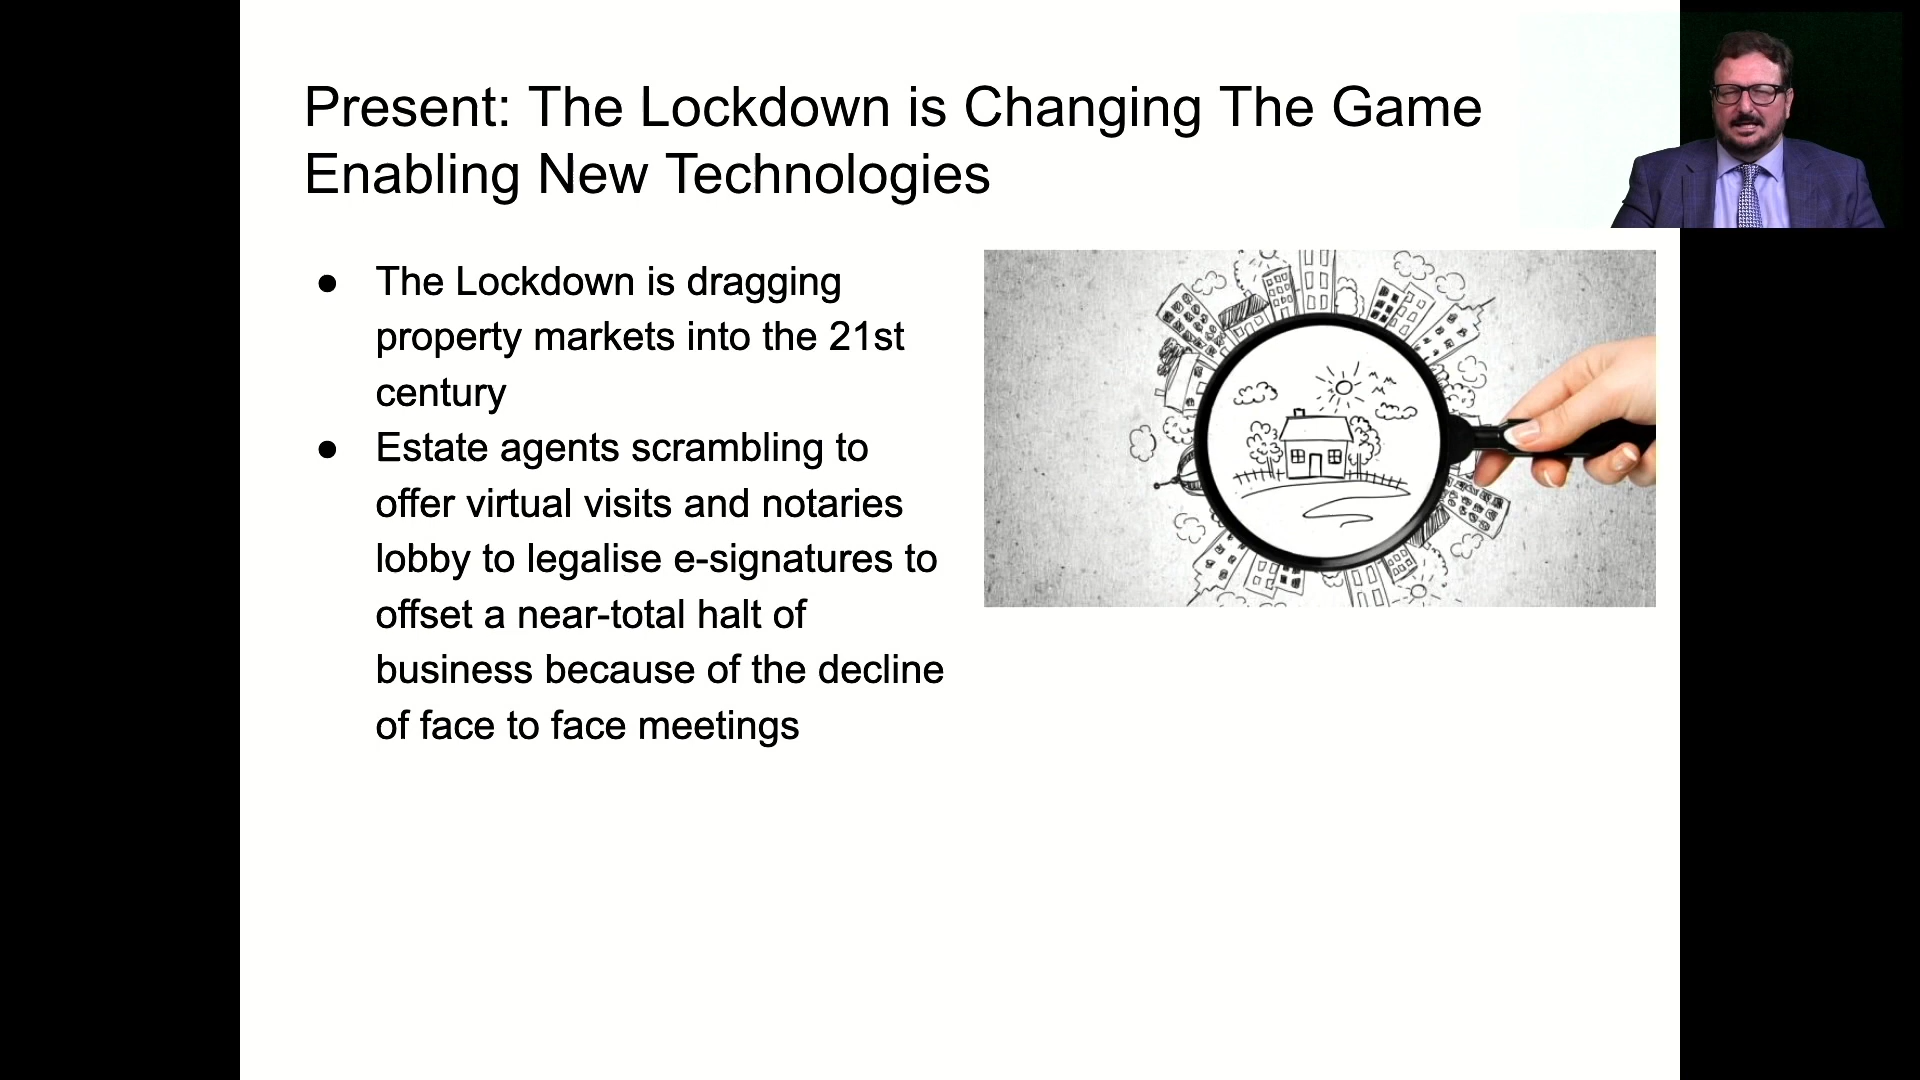 Present: The Lockdown is Changing The Game
Enabling New Technologies
● The Lockdown is dragging
property markets into the 21st
century
● Estate agents scrambling to
offer virtual visits and notaries
lobby to legalise e-signatures to
offset a near-total halt of
business because of the decline
of face to face meetings